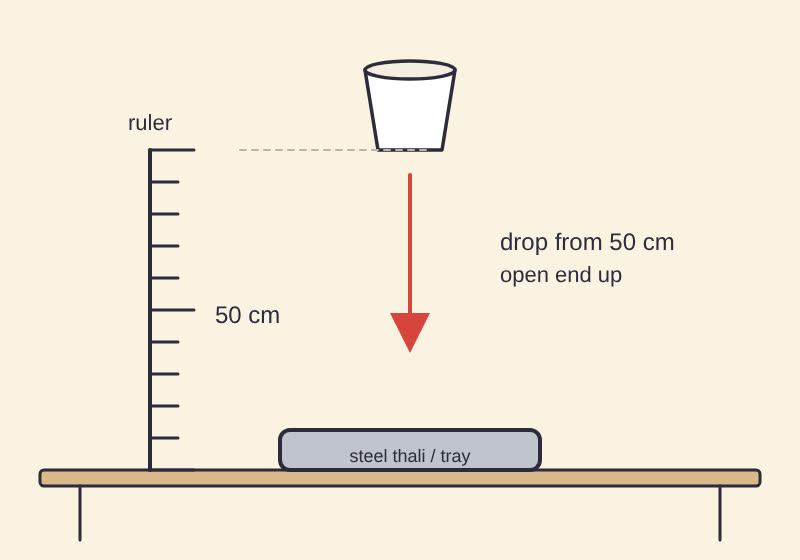 ruler
drop from 50 cm
open end up
50 cm
steel thali / tray